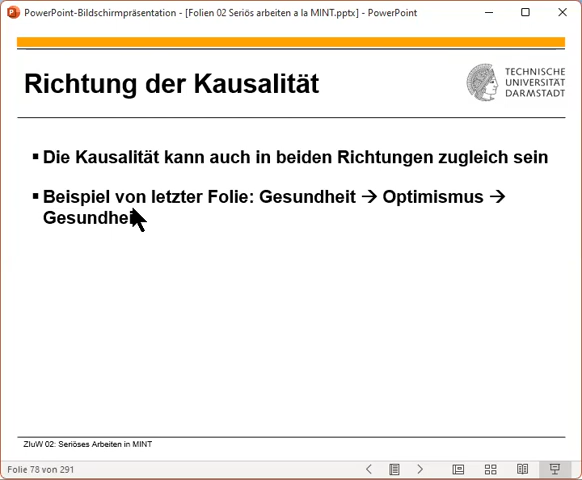 PowerPoint-Bildschirmpräsentation - [Folien 02 Seriös arbeiten a la MINT.pptx] - PowerPoint
Richtung der Kausalität
TECHNISCHE
UNIVERSITÄT
DARMSTADT
▪ Die Kausalität kann auch in beiden Richtungen zugleich sein
▪ Beispiel von letzter Folie: Gesundheit → Optimismus →
Gesundheit
ZIuW 02: Seriöses Arbeiten in MINT
Folie 78 von 291